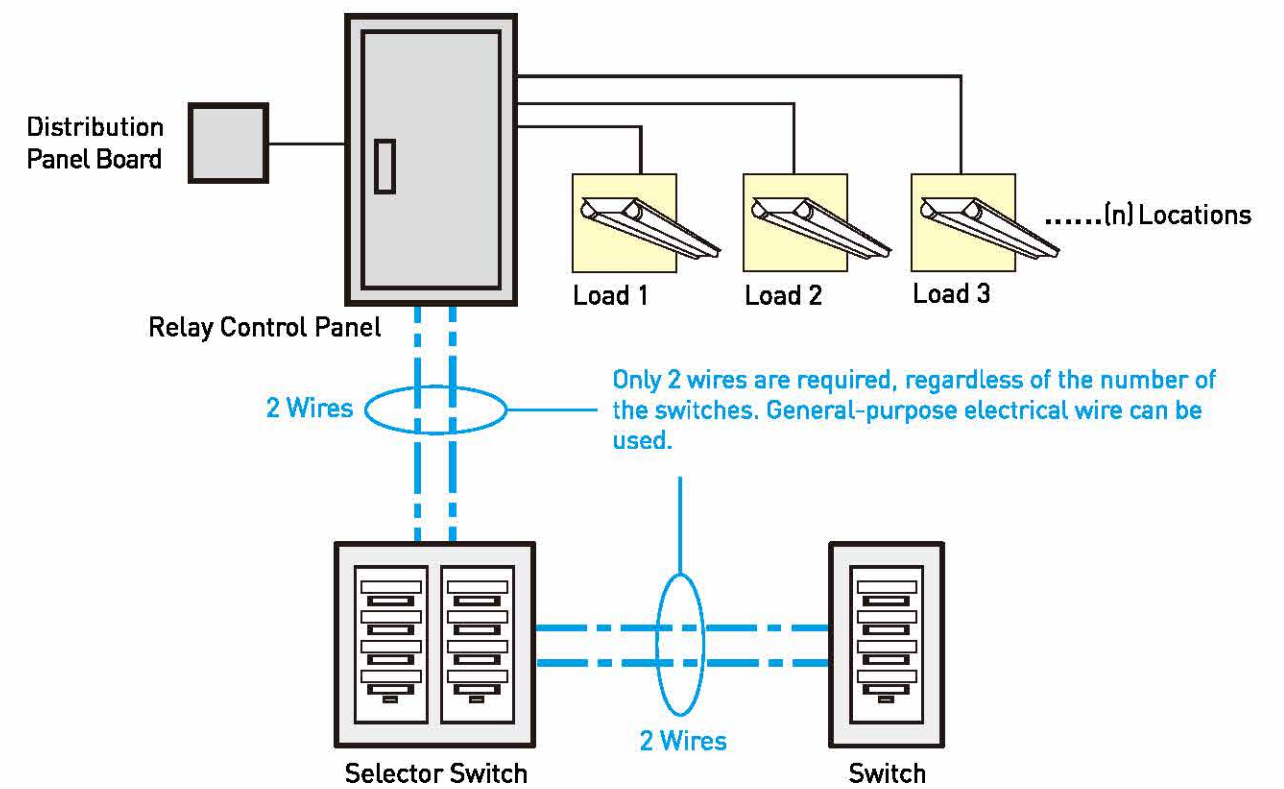 Distribution
Panel Board
......(n) Locations
Load 1
Load 2
Load 3
Relay Control Panel
2 Wires
Only 2 wires are required, regardless of the number of
the switches. General-purpose electrical wire can be
used.
2 Wires
Selector Switch
Switch